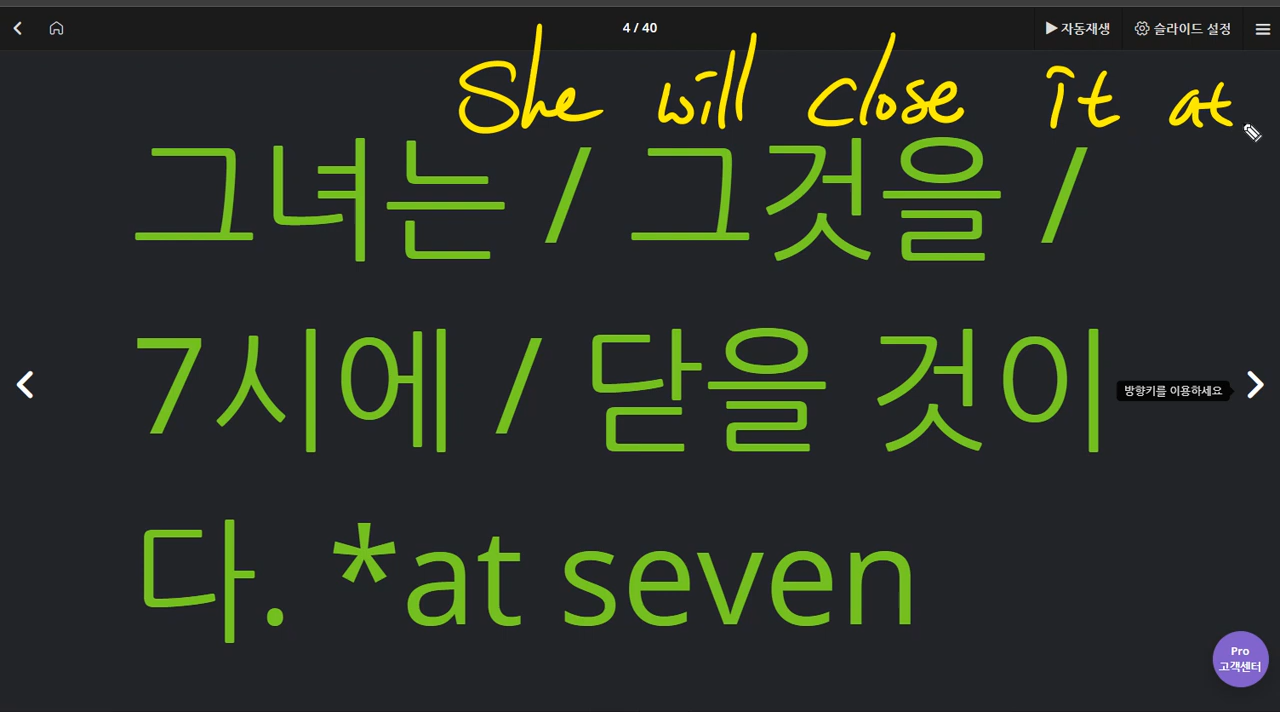 4 / 40
▶ 자동재생
슬라이드 설정
She will close it at
그녀는 / 그것을 /
7시에 / 닫을 것이
방향키를 이용하세요
다. *at seven
Pro
고객센터